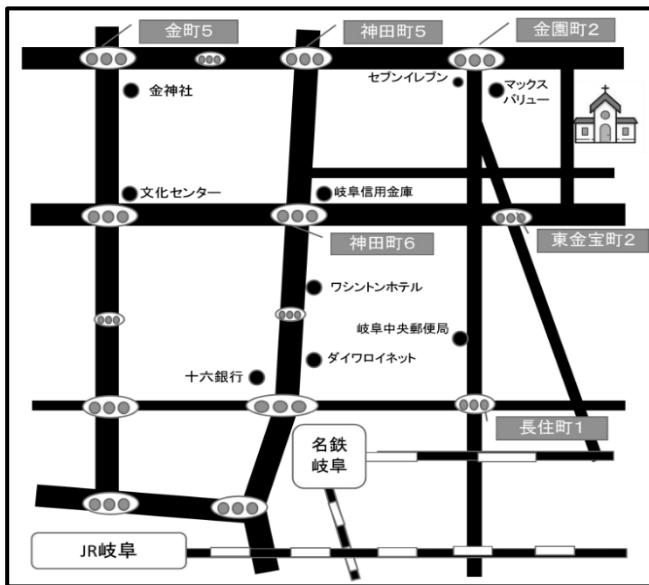 金町5
神田町5
金園町2
セブンイレブン
マックス
バリュー
金神社
文化センター
岐阜信用金庫
神田町6
東金宝町2
ワシントンホテル
岐阜中央郵便局
ダイワロイネット
十六銀行
長住町1
名鉄
岐阜
JR岐阜